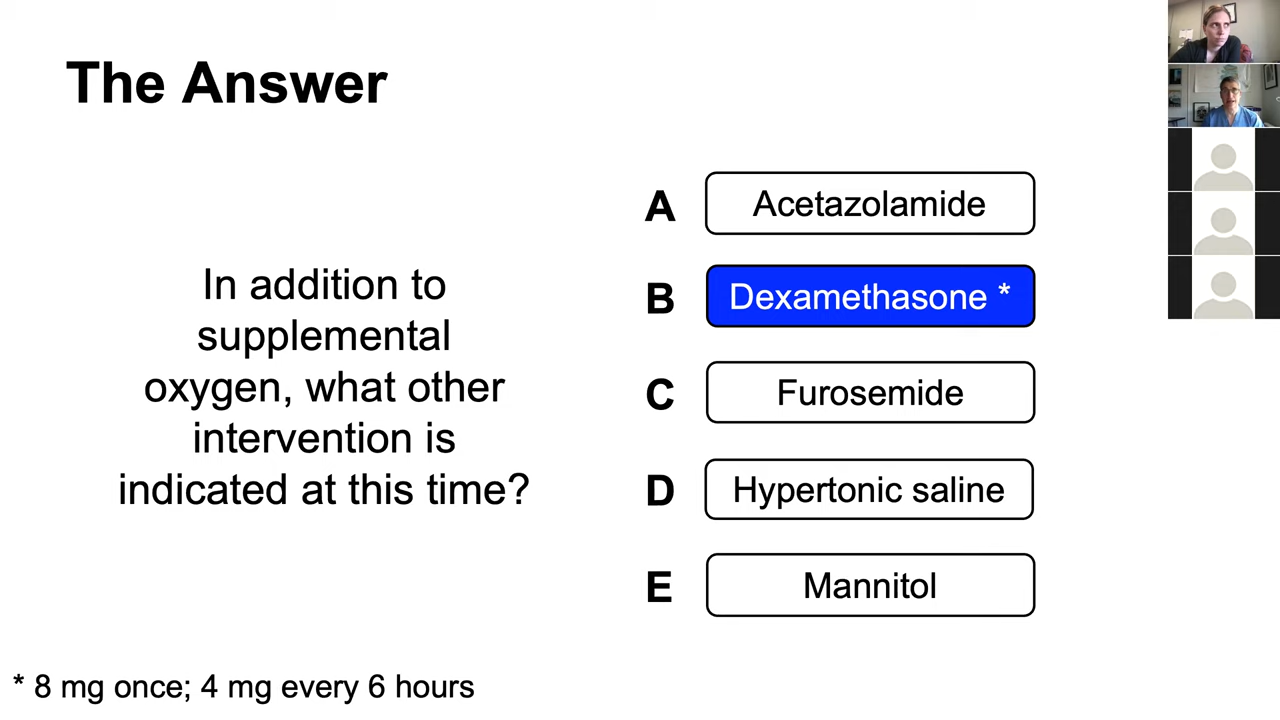 The Answer
In addition to
supplemental
oxygen, what other
intervention is
indicated at this time?
A Acetazolamide
B Dexamethasone *
C Furosemide
D Hypertonic saline
E Mannitol
* 8 mg once; 4 mg every 6 hours